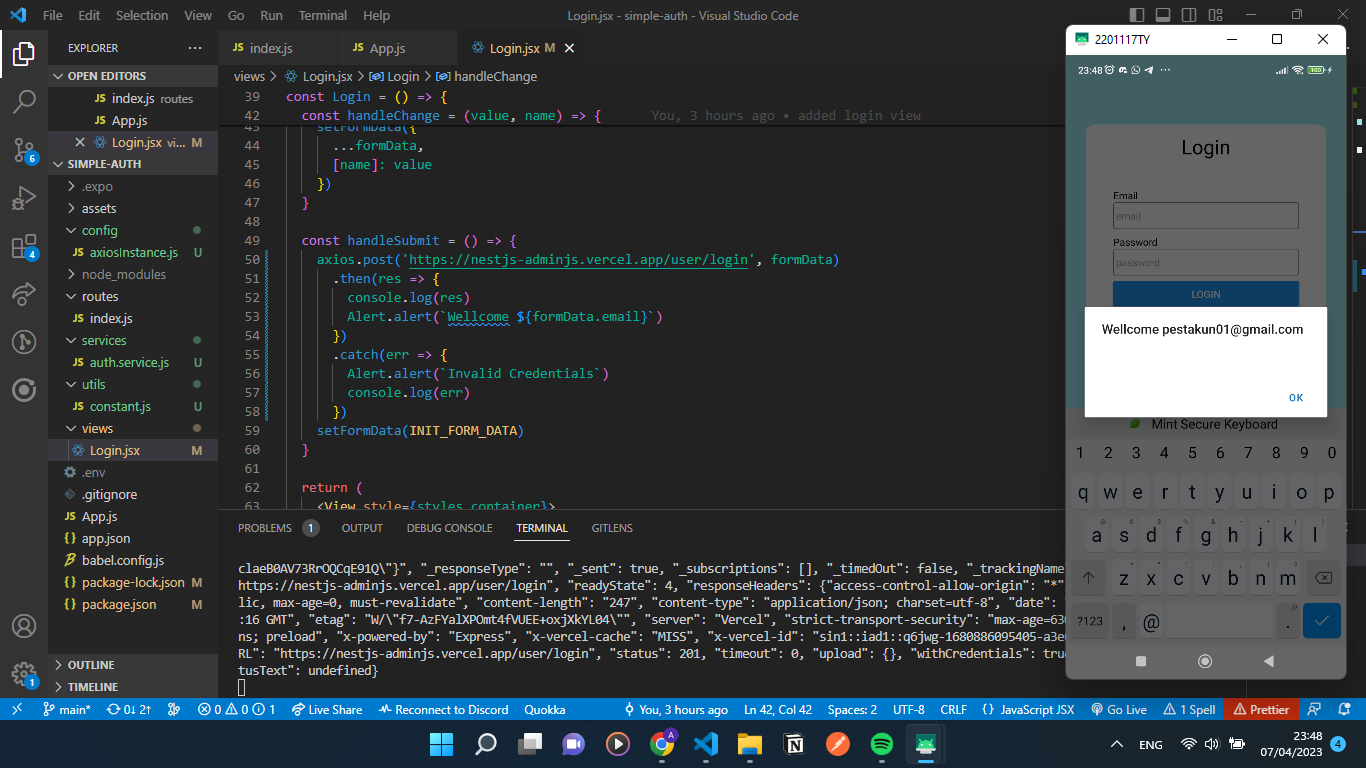 File Edit Selection View Go Run Terminal Help
Login.jsx - simple-auth - Visual Studio Code
EXPLORER
OPEN EDITORS
JS index.js routes
JS App.js
Login.jsx vi... M
SIMPLE-AUTH
.expo
assets
config
JS axiosInstance.js U
node_modules
routes
JS index.js
services
JS auth.service.js U
utils
JS constant.js U
views
Login.jsx M
.env
.gitignore
JS App.js
{} app.json
babel.config.js
{} package-lock.json M
{} package.json M
OUTLINE
TIMELINE
6
4
1
JS index.js
JS App.js
Login.jsx M
views > Login.jsx > Login > handleChange
39 const Login = () => {
42 const handleChange = (value, name) => { You, 3 hours ago • added login view
43 setFormData({
44 ...formData,
45 [name]: value
46 })
47 }
48
49 const handleSubmit = () => {
50 axios.post('https://nestjs-adminjs.vercel.app/user/login', formData)
51 .then(res => {
52 console.log(res)
53 Alert.alert(`Wellcome ${formData.email}`)
54 })
55 .catch(err => {
56 Alert.alert(`Invalid Credentials`)
57 console.log(err)
58 })
59 setFormData(INIT_FORM_DATA)
60 }
61
62 return (
63 <View style={styles.container}>
PROBLEMS 1 OUTPUT DEBUG CONSOLE TERMINAL GITLENS
claeB0AV73RrOQCqE91Q\"}", "_responseType": "", "_sent": true, "_subscriptions": [], "_timedOut": false, "_trackingName"
https://nestjs-adminjs.vercel.app/user/login", "readyState": 4, "responseHeaders": {"access-control-allow-origin": "*"
lic, max-age=0, must-revalidate", "content-length": "247", "content-type": "application/json; charset=utf-8", "date":
:16 GMT", "etag": "W/\"f7-AzFYalXPOmt4fVUEE+oxjXkYL04\"", "server": "Vercel", "strict-transport-security": "max-age=63
ns; preload", "x-powered-by": "Express", "x-vercel-cache": "MISS", "x-vercel-id": "sin1::iad1::q6jwg-1680886095405-a3e
RL": "https://nestjs-adminjs.vercel.app/user/login", "status": 201, "timeout": 0, "upload": {}, "withCredentials": tru
tusText": undefined}
2201117TY
23:48
100
Login
Email
email
Password
password
LOGIN
Wellcome pestakun01@gmail.com
OK
Mint Secure Keyboard
1 2 3 4 5 6 7 8 9 0
q w e r t y u i o p
a s d f g h j k l
z x c v b n m
?123 , @ .
main* 0↓ 2↑ 0 0 1 Live Share Reconnect to Discord Quokka You, 3 hours ago Ln 42, Col 42 Spaces: 2 UTF-8 CRLF {} JavaScript JSX Go Live 1 Spell Prettier
A
ENG
23:48
07/04/2023
4